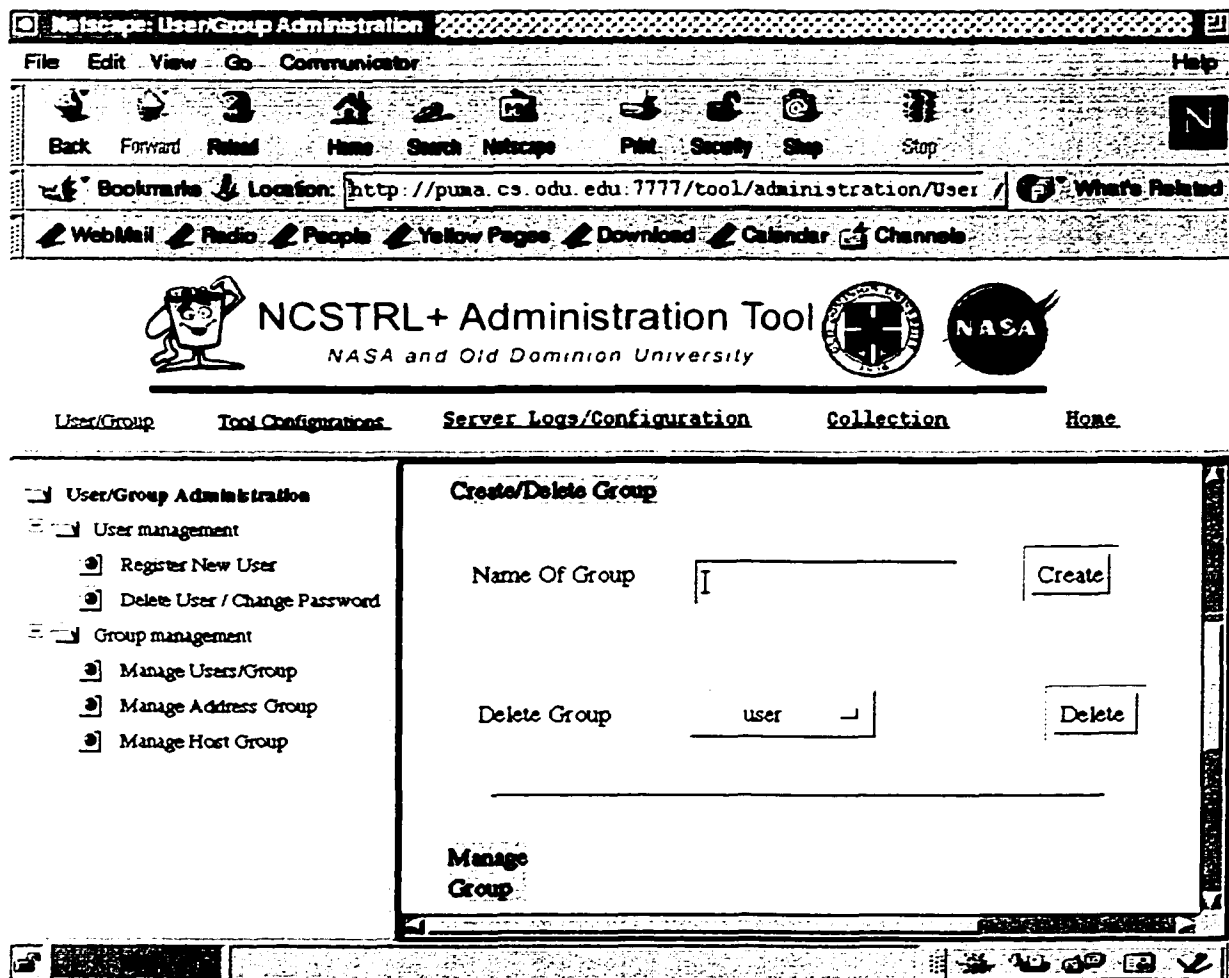 Netscape: User/Group Administration
File Edit View Go Communicator Help
Back Forward Reload Home Search Netscape Print Security Shop Stop
N
Bookmarks Location: http://puma.cs.odu.edu:7777/tool/administration/User / What's Related
WebMail Radio People Yellow Pages Download Calendar Channels
NCSTRL+ Administration Tool
NASA
NASA and Old Dominion University
User/Group Tool Configurations Server Logs/Configuration Collection Home
User/Group Administration
User management
Register New User
Delete User / Change Password
Group management
Manage Users/Group
Manage Address Group
Manage Host Group
Create/Delete Group
Name Of Group
Create
Delete Group
user
Delete
Manage
Group